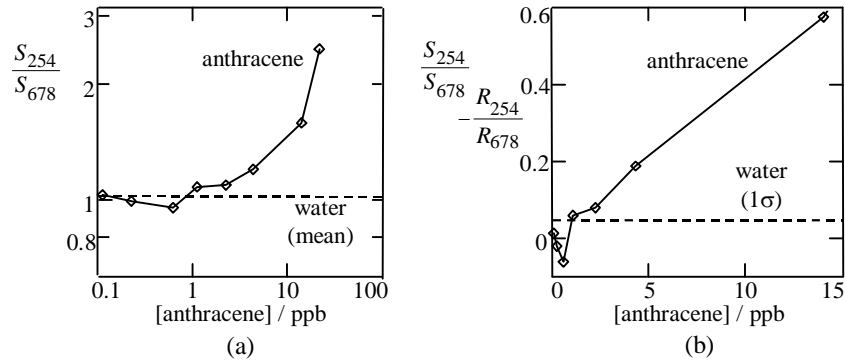 3
S254
S678
2
1
0.8
anthracene
water
(mean)
0.1
1
10
100
[anthracene] / ppb
(a)
0.6
S254
S678
− R254
R678
0.4
0.2
0
anthracene
water
(1σ)
0
5
10
15
[anthracene] / ppb
(b)